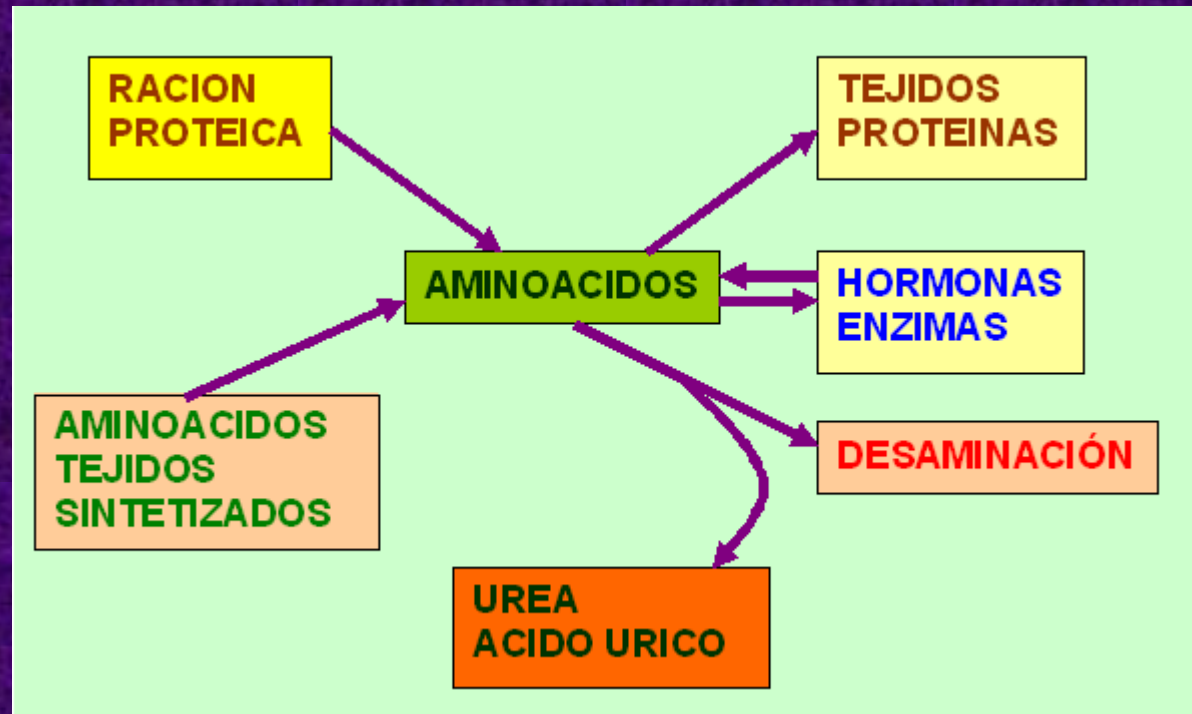 RACION
PROTEICA
TEJIDOS
PROTEINAS
AMINOACIDOS
HORMONAS
ENZIMAS
AMINOACIDOS
TEJIDOS
SINTETIZADOS
DESAMINACIÓN
UREA
ACIDO URICO